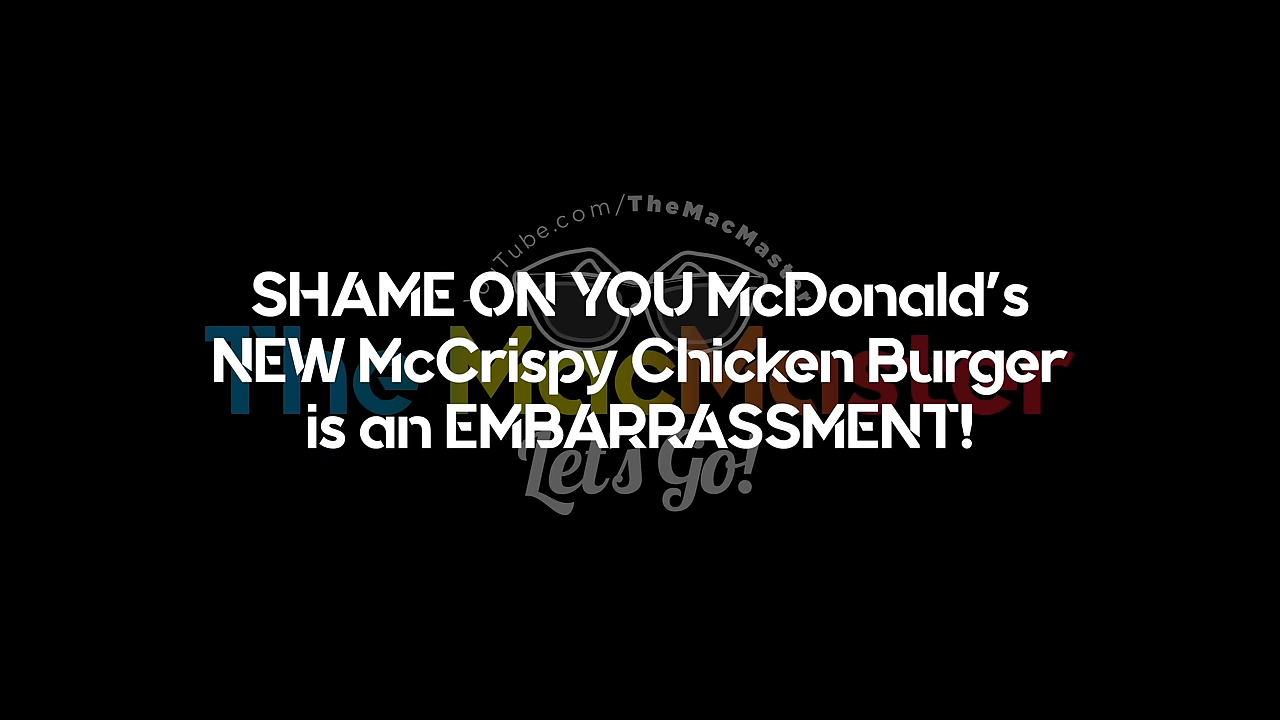 YouTube.com/TheMacMaster
SHAME ON YOU McDonald's
NEW McCrispy Chicken Burger
is an EMBARRASSMENT!
The MacMaster
Let's Go!